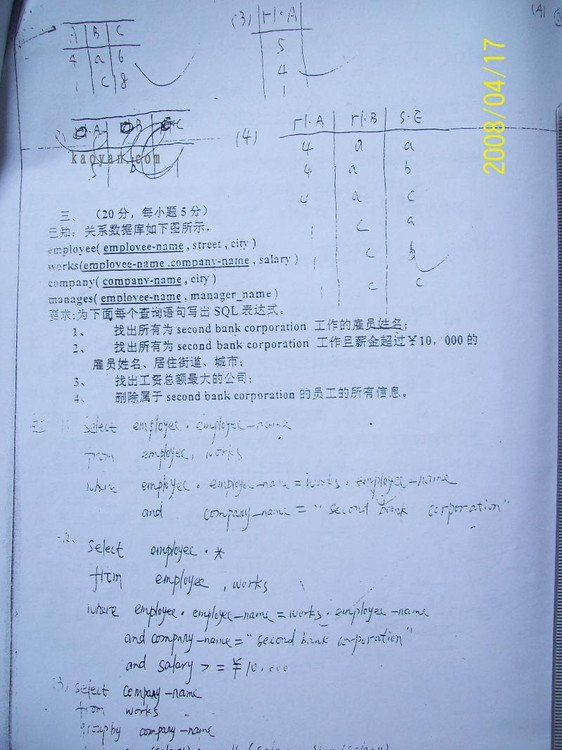 (3) r1.A
(4)
A B C
4 a b
1 c 8
5
4
1
2008/04/17
(4) r1.A r1.B s.E
4 a a
4 a b
4 a c
1 c a
1 c b
1 c c
kaoyan.com
三、 (20分，每小题5分)
已知：关系数据库如下图所示，
employee( employee-name , street , city )
works(employee-name ,company-name , salary )
company( company-name , city )
manages( employee-name , manager_name )
要求:为下面每个查询语句写出 SQL 表达式。
1、 找出所有为 second bank corporation 工作的雇员姓名；
2、 找出所有为 second bank corporation 工作且薪金超过￥10，000 的
雇员姓名、居住街道、城市；
3、 找出工资总额最大的公司；
4、 删除属于 second bank corporation 的员工的所有信息。
三 select employee.employee-name
from employee, works
where employee.employee-name = works.employee-name
and company-name = "second bank corporation"
2. select employee.*
from employee, works
where employee.employee-name = works.employee-name
and company-name = "second bank corporation"
and salary >= ￥10,000
(3) select company-name
from works
groupby company-name